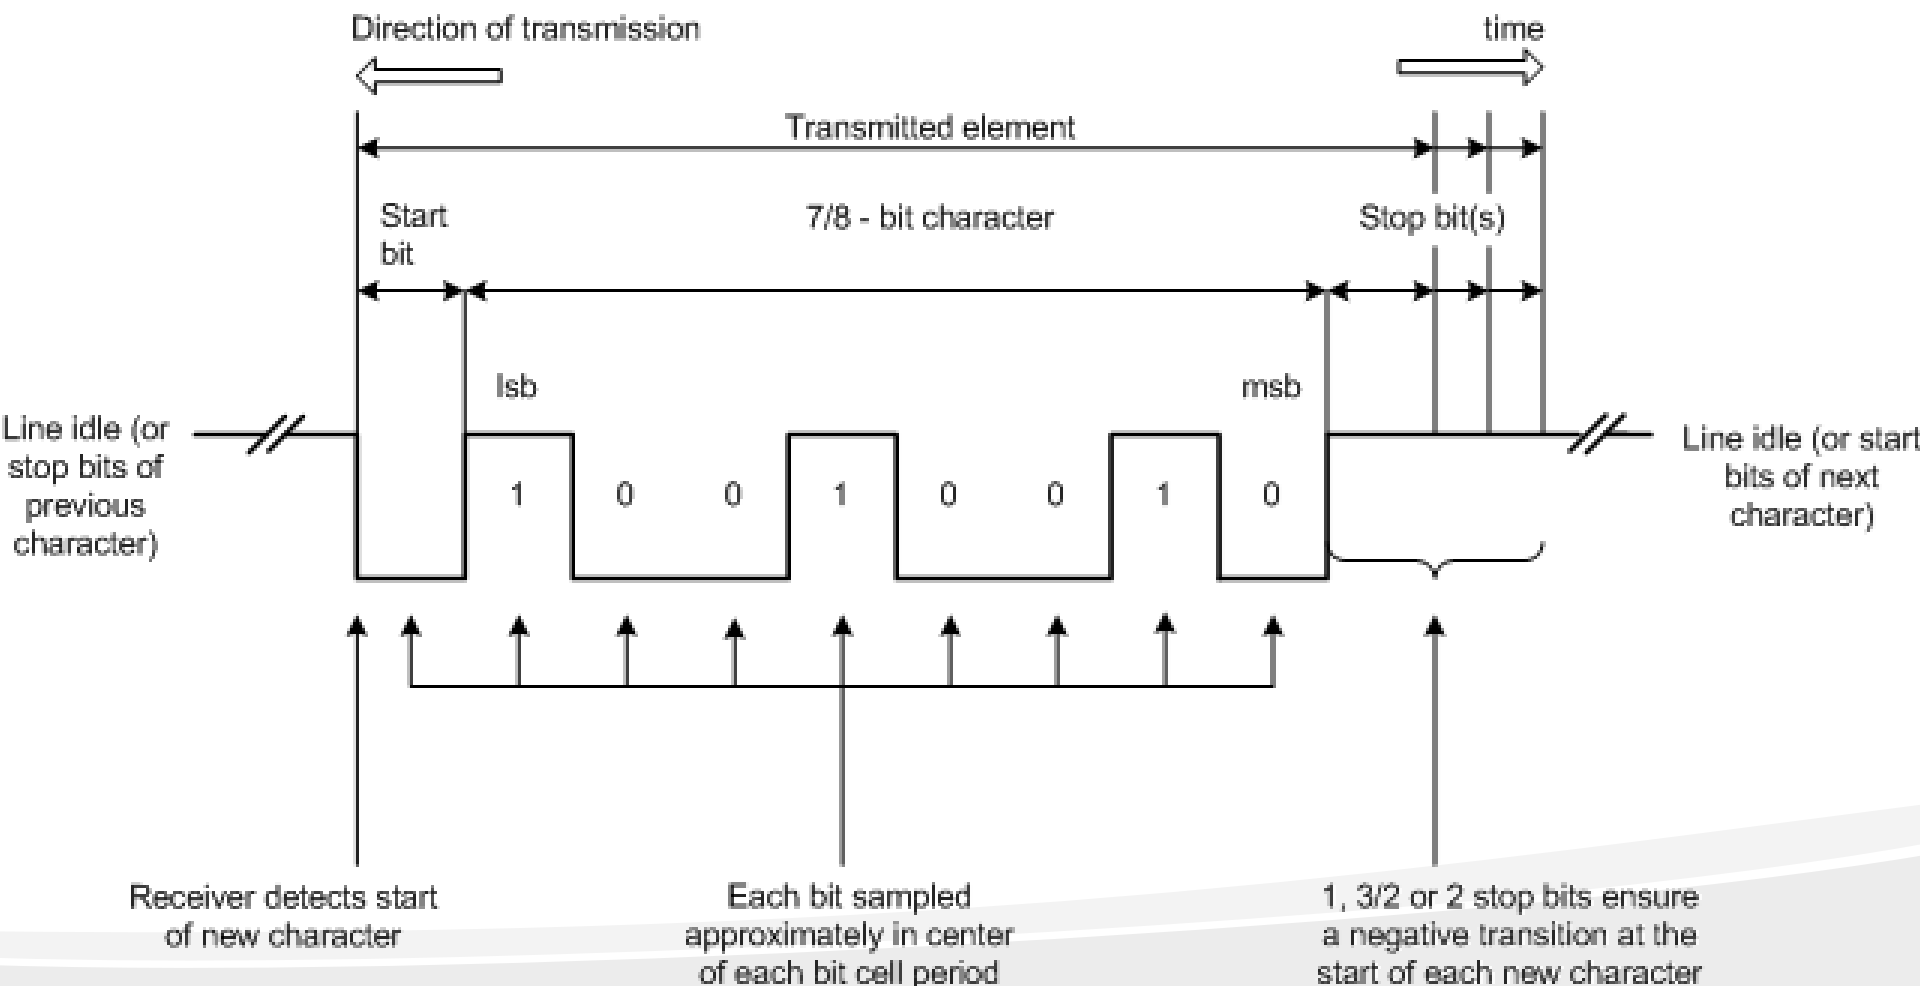 Direction of transmission
time
Transmitted element
Start
bit
7/8 - bit character
Stop bit(s)
lsb
msb
Line idle (or
stop bits of
previous
character)
1 0 0 1 0 0 1 0
Line idle (or start
bits of next
character)
Receiver detects start
of new character
Each bit sampled
approximately in center
of each bit cell period
1, 3/2 or 2 stop bits ensure
a negative transition at the
start of each new character